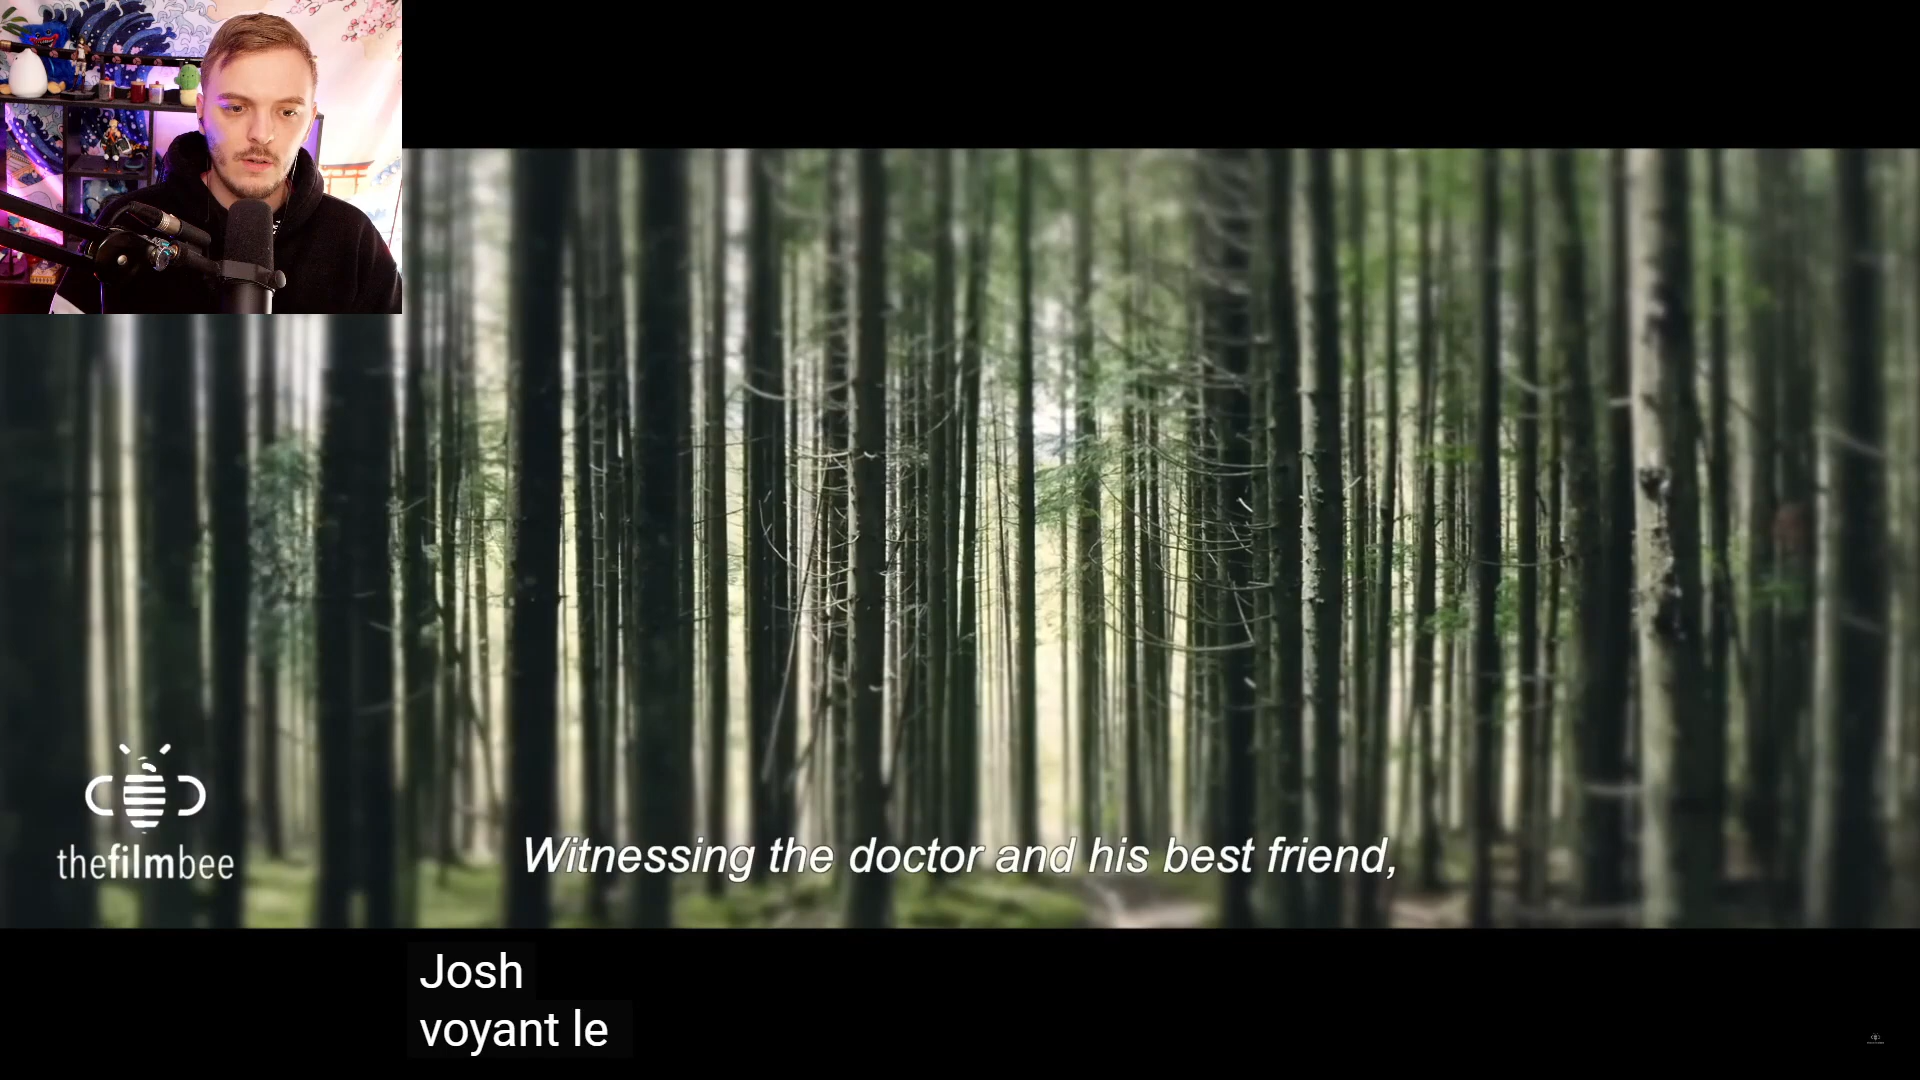 thefilmbee
Witnessing the doctor and his best friend,
Josh
voyant le